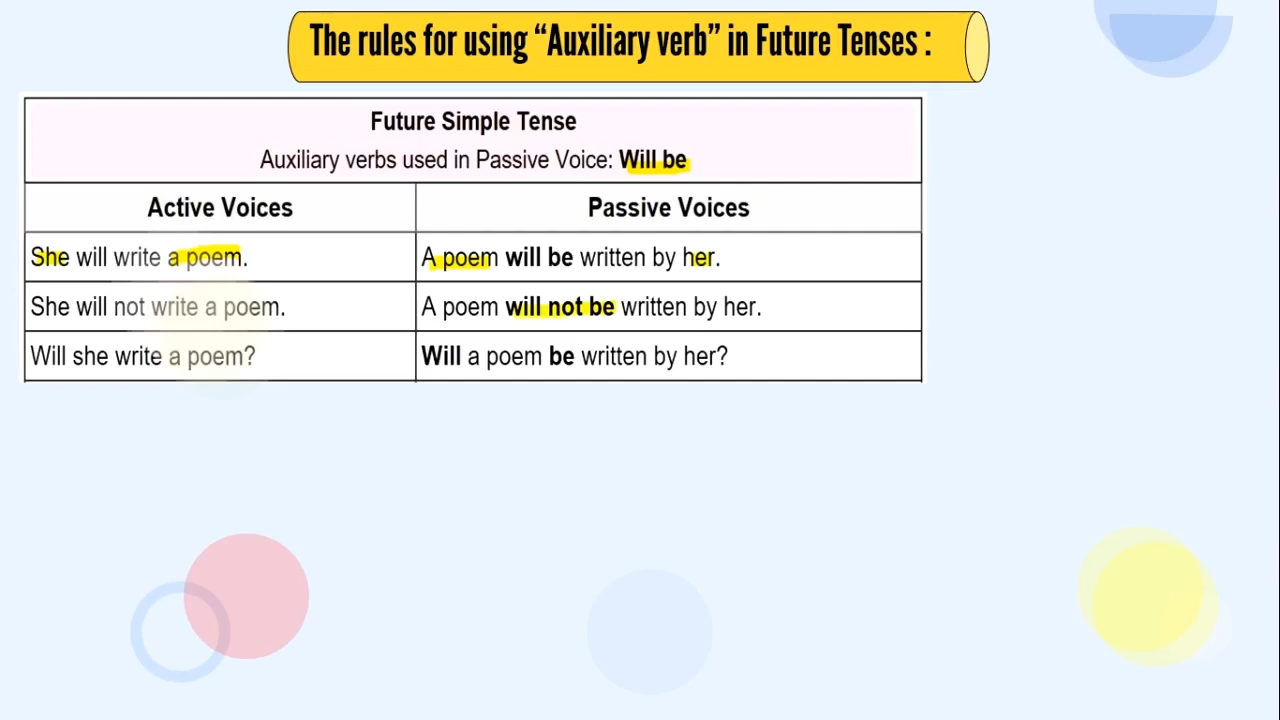 The rules for using “Auxiliary verb” in Future Tenses :
Future Simple Tense
Auxiliary verbs used in Passive Voice: Will be
Active Voices
Passive Voices
She will write a poem.
A poem will be written by her.
She will not write a poem.
A poem will not be written by her.
Will she write a poem?
Will a poem be written by her?